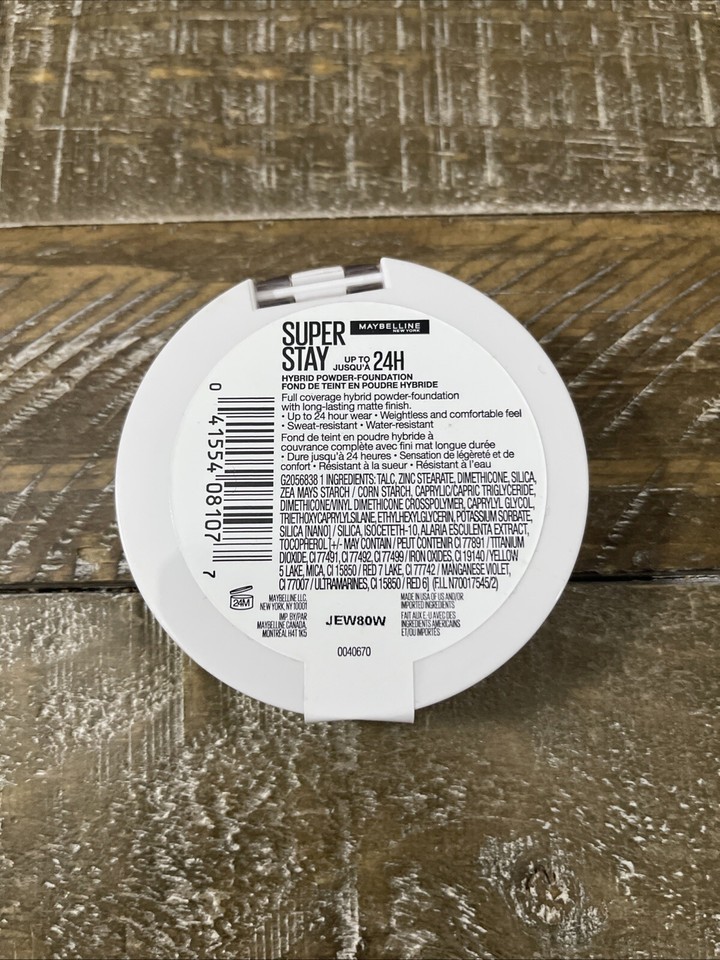 SUPER
STAY
MAYBELLINE
NEW YORK
UP TO
JUSQU'À
24H
HYBRID POWDER-FOUNDATION
FOND DE TEINT EN POUDRE HYBRIDE
Full coverage hybrid powder-foundation
with long-lasting matte finish.
• Up to 24 hour wear • Weightless and comfortable feel
• Sweat-resistant • Water-resistant
Fond de teint en poudre hybride à
couvrance complète avec fini mat longue durée
• Dure jusqu'à 24 heures • Sensation de légèreté et de
confort • Résistant à la sueur • Résistant à l'eau
G2056838 1 INGREDIENTS: TALC, ZINC STEARATE, DIMETHICONE, SILICA,
ZEA MAYS STARCH / CORN STARCH, CAPRYLIC/CAPRIC TRIGLYCERIDE,
DIMETHICONE/VINYL DIMETHICONE CROSSPOLYMER, CAPRYLYL GLYCOL,
TRIETHOXYCAPRYLYLSILANE, ETHYLHEXYLGLYCERIN, POTASSIUM SORBATE,
SILICA [NANO] / SILICA, ISOCETETH-10, ALARIA ESCULENTA EXTRACT,
TOCOPHEROL [+/- MAY CONTAIN / PEUT CONTENIR CI 77891 / TITANIUM
DIOXIDE, CI 77491, CI 77492, CI 77499 / IRON OXIDES, CI 19140 / YELLOW
5 LAKE, MICA, CI 15850 / RED 7 LAKE, CI 77742 / MANGANESE VIOLET,
CI 77007 / ULTRAMARINES, CI 15850 / RED 6] (F.I.L N70017545/2)
0 41554 08107 7
24M
MAYBELLINE LLC,
NEW YORK, NY 10001
IMP. BY/PAR
MAYBELLINE CANADA,
MONTRÉAL H4T 1K5
JEW80W
MADE IN USA OF US AND/OR
IMPORTED INGREDIENTS
FAIT AUX É.-U AVEC DES
INGRÉDIENTS AMÉRICAINS
ET/OU IMPORTÉS
0040670